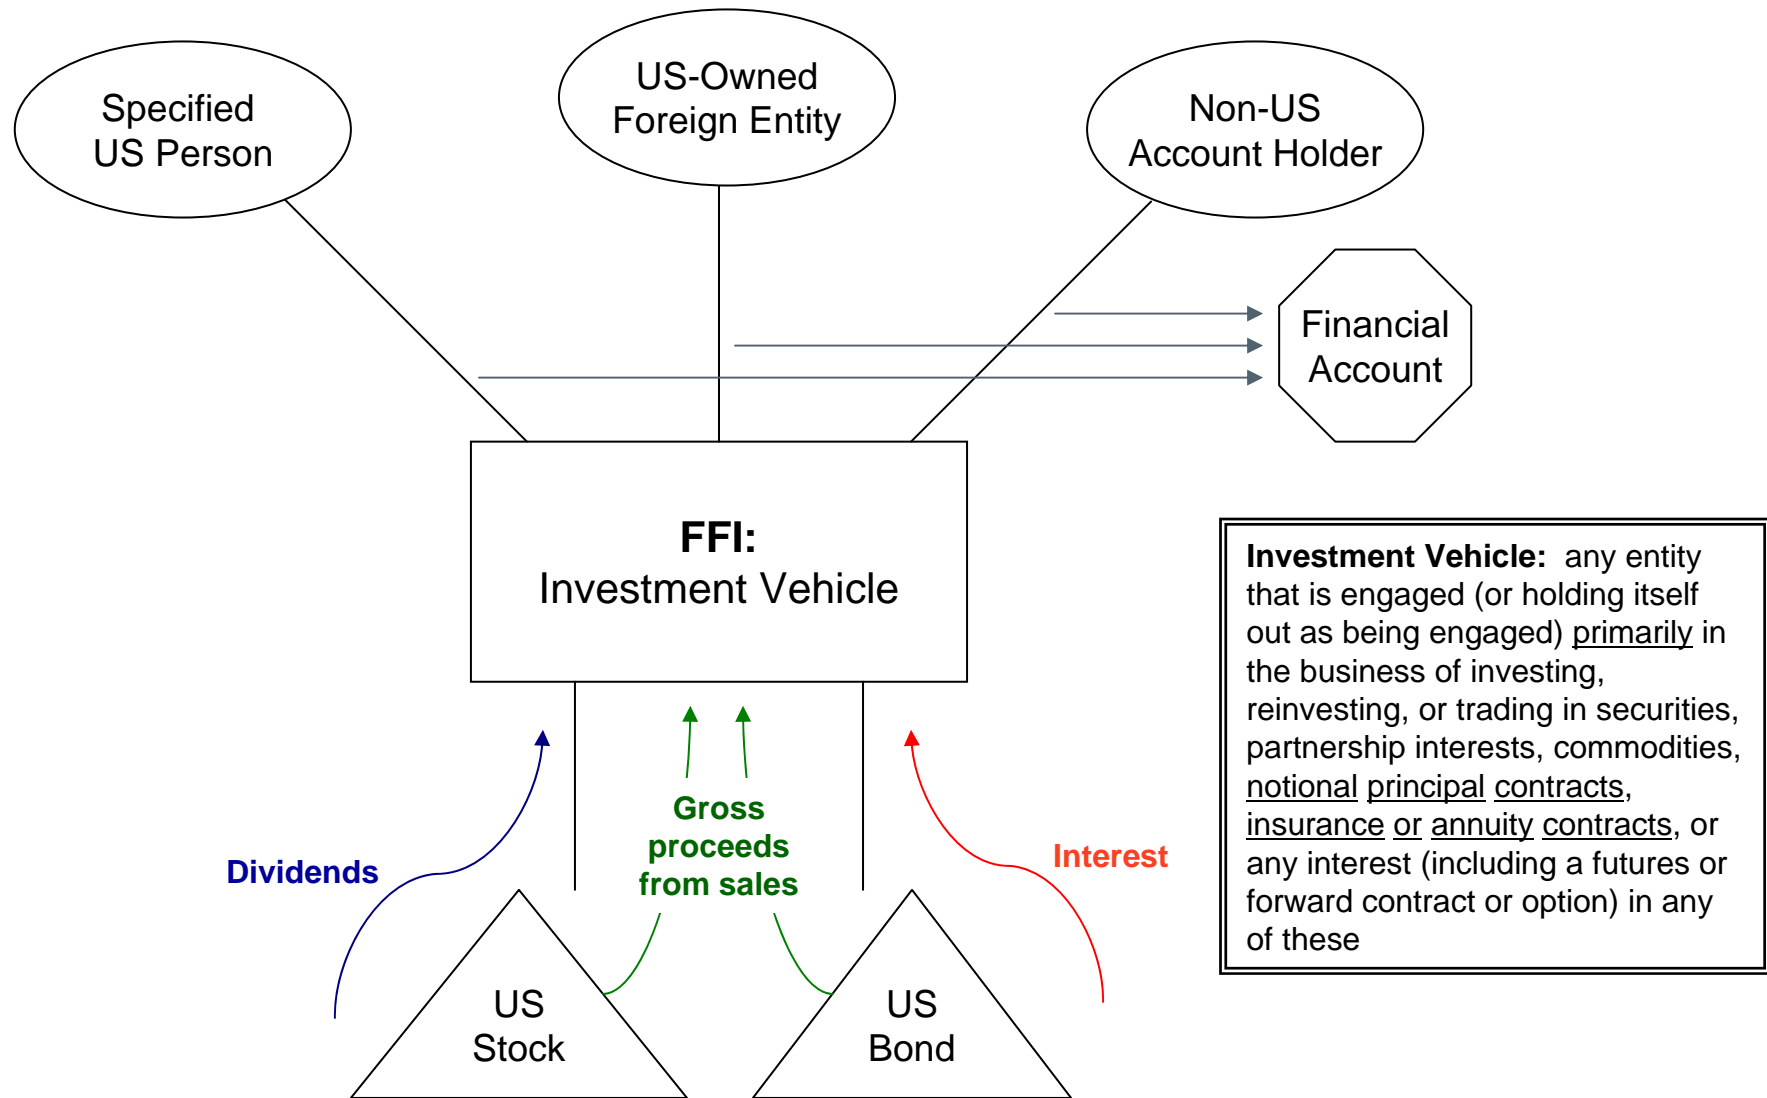 Specified
US Person
US-Owned
Foreign Entity
Non-US
Account Holder
Financial
Account
FFI:
Investment Vehicle
Investment Vehicle: any entity
that is engaged (or holding itself
out as being engaged) primarily in
the business of investing,
reinvesting, or trading in securities,
partnership interests, commodities,
notional principal contracts,
insurance or annuity contracts, or
any interest (including a futures or
forward contract or option) in any
of these
Dividends
Gross
proceeds
from sales
Interest
US
Stock
US
Bond